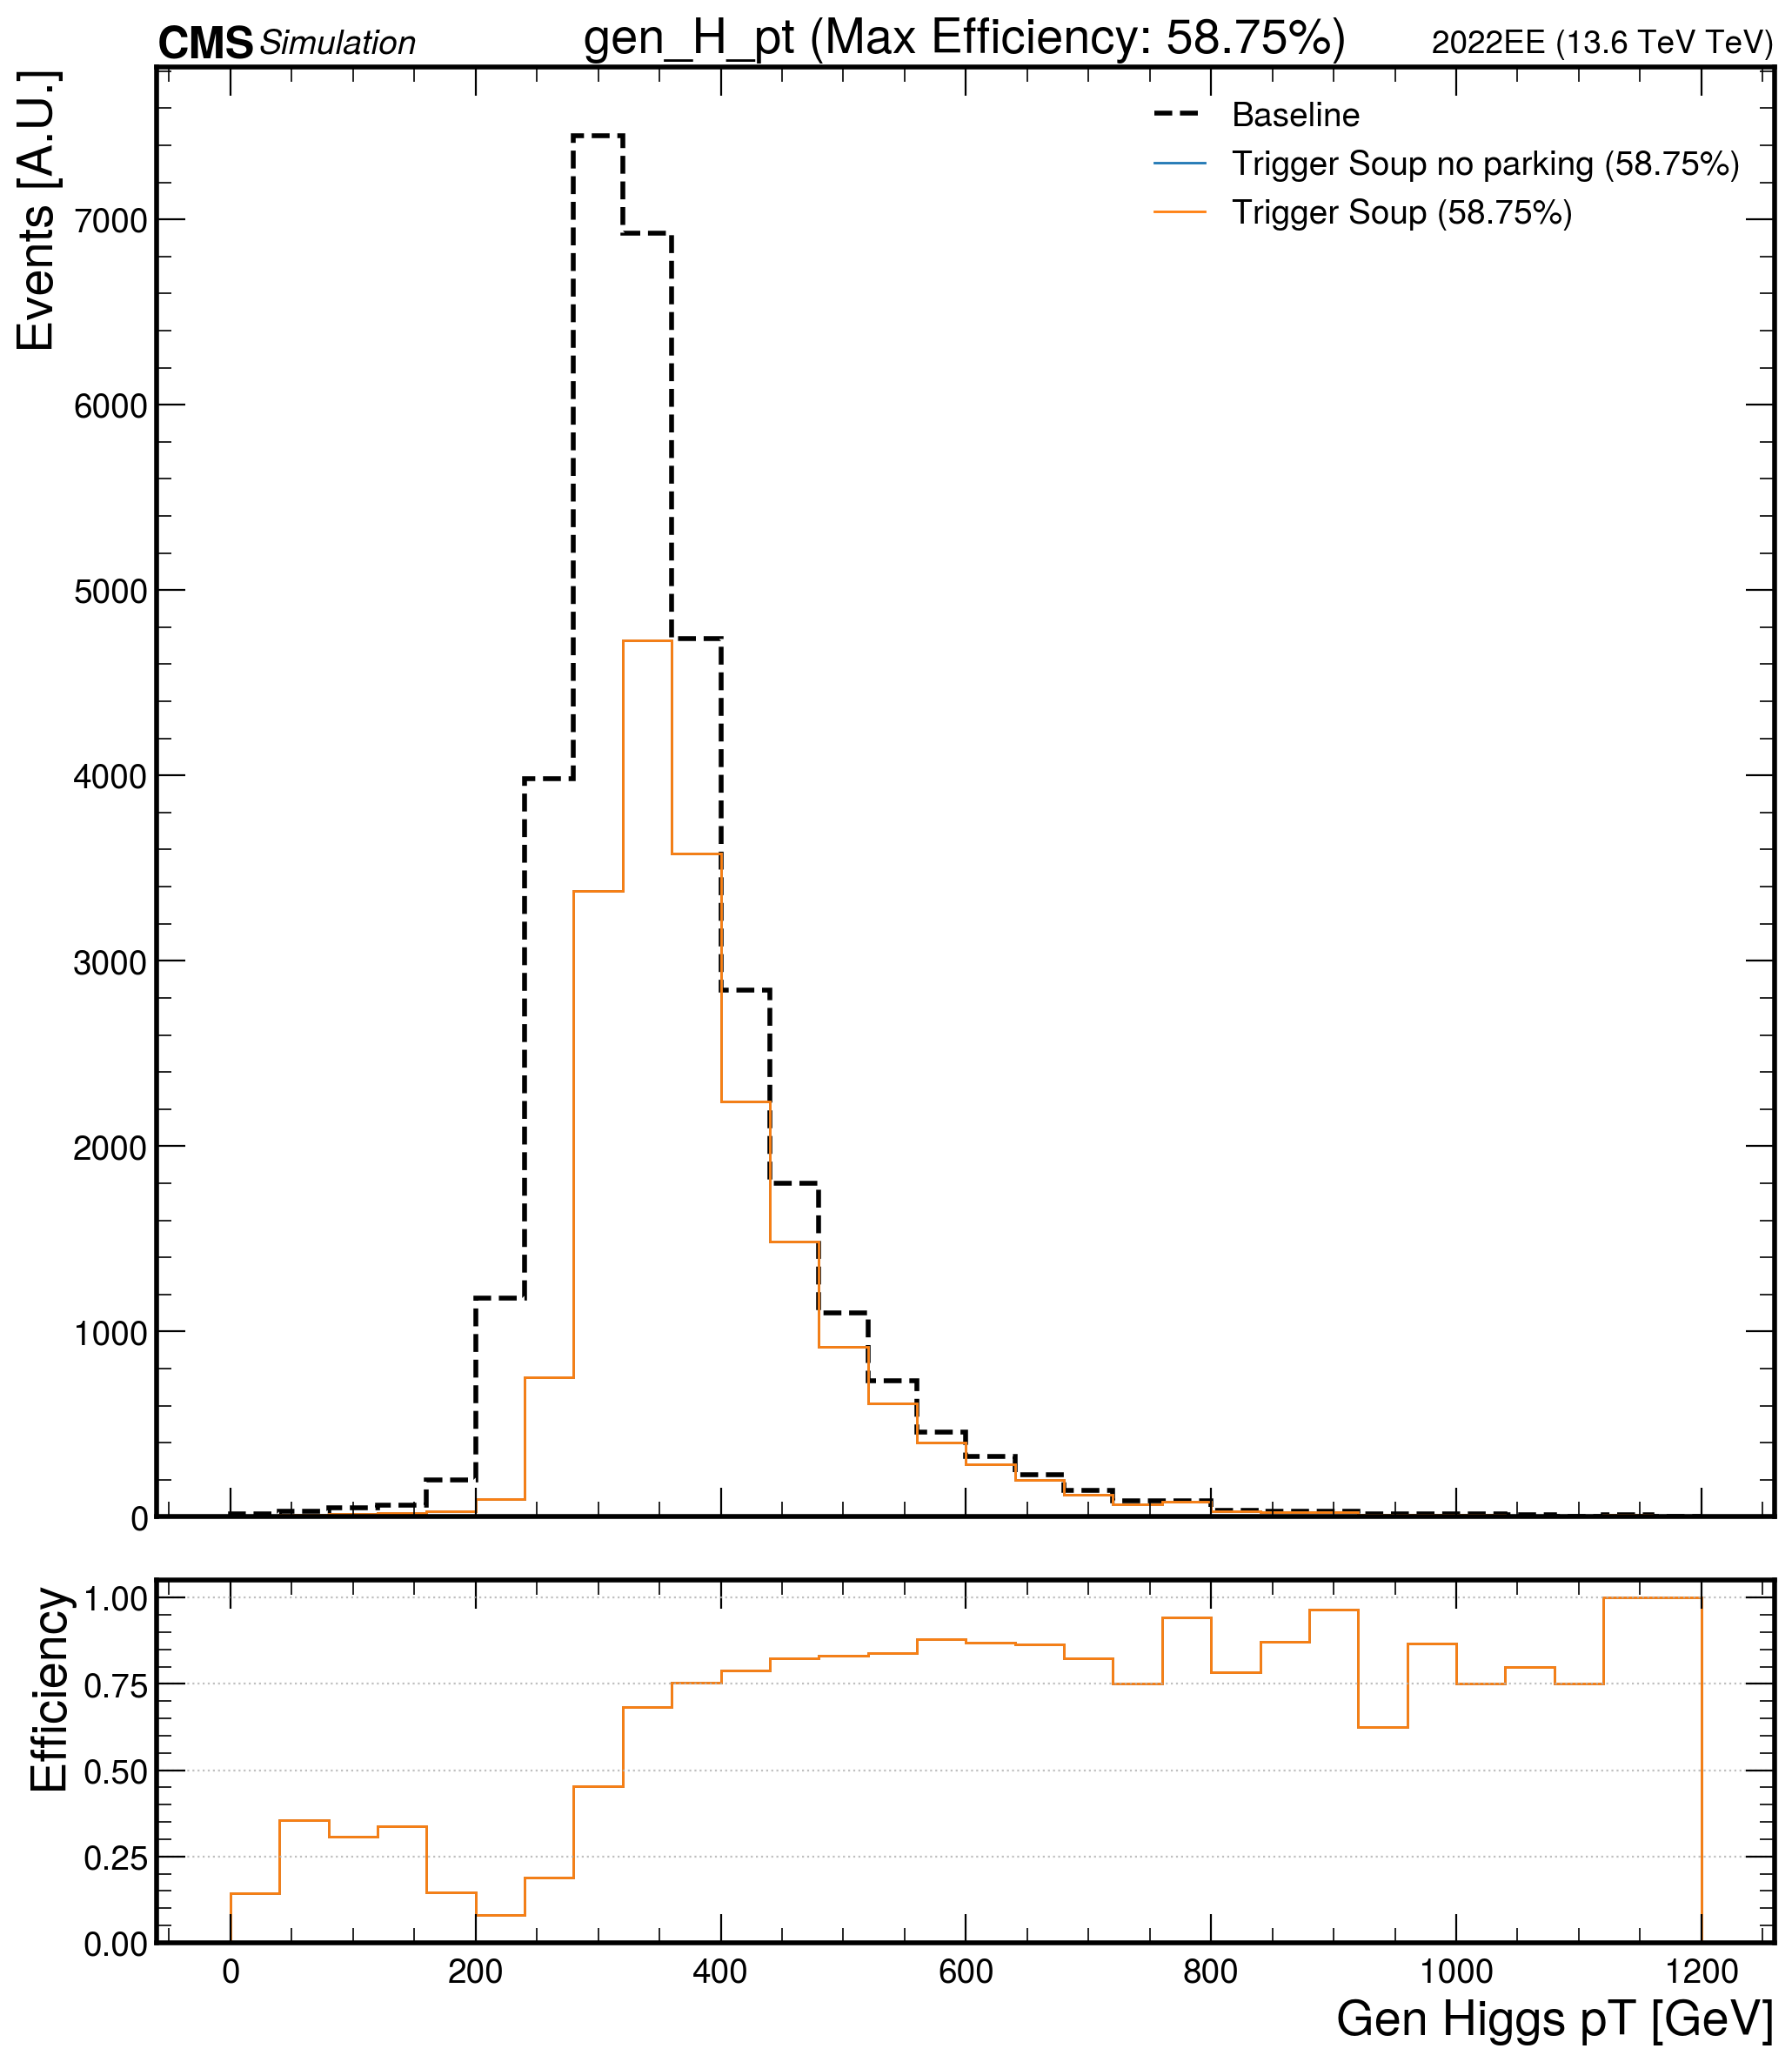 CMS Simulation gen_H_pt (Max Efficiency: 58.75%) 2022EE (13.6 TeV TeV)
Events [A.U.]
Baseline
Trigger Soup no parking (58.75%)
Trigger Soup (58.75%)
7000
6000
5000
4000
3000
2000
1000
0
Efficiency
1.00
0.75
0.50
0.25
0.00
0 200 400 600 800 1000 1200
Gen Higgs pT [GeV]